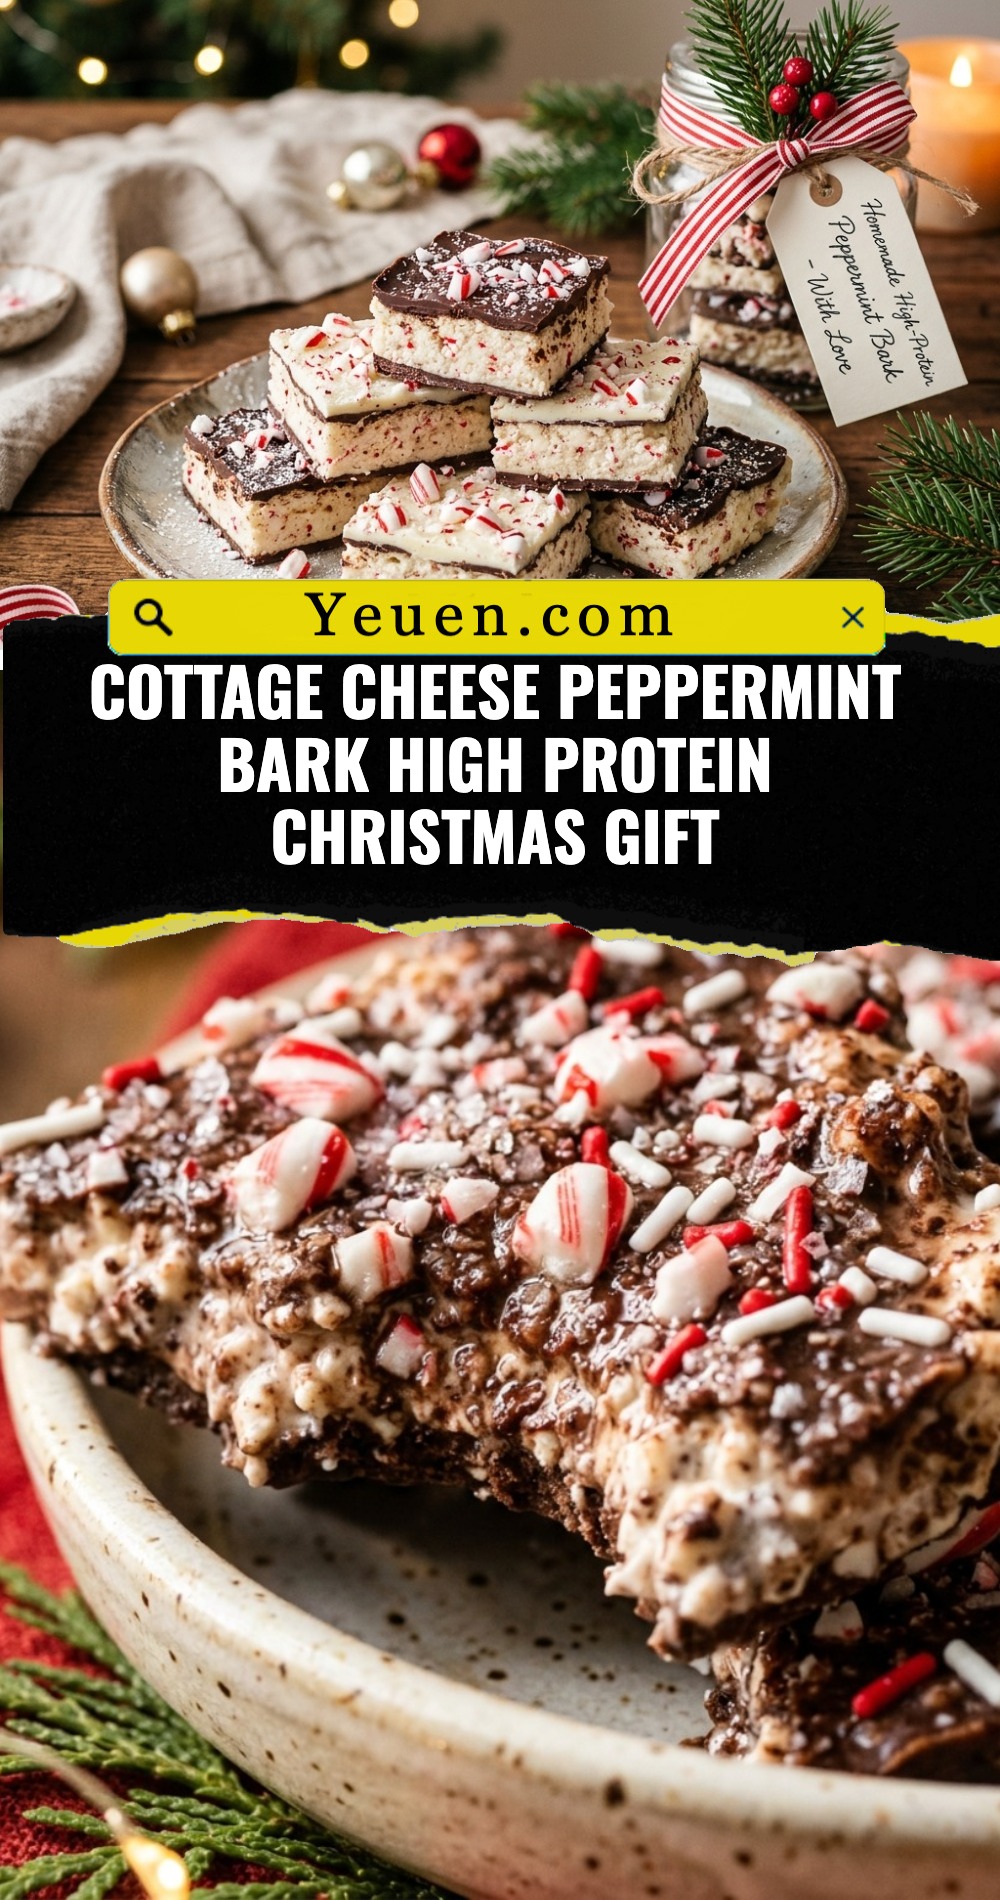 Homemade High-Protein
Peppermint Bark
- With Love
Yeuen.com
COTTAGE CHEESE PEPPERMINT
BARK HIGH PROTEIN
CHRISTMAS GIFT